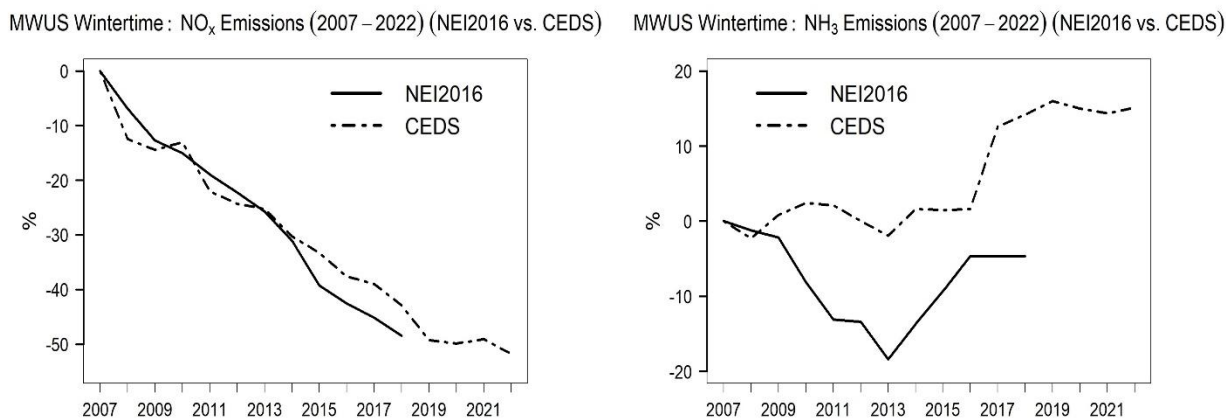 MWUS Wintertime: NOx Emissions (2007–2022) (NEI2016 vs. CEDS)
0
-10
-20
-30
-40
-50
%
NEI2016
CEDS
2007 2009 2011 2013 2015 2017 2019 2021
MWUS Wintertime: NH3 Emissions (2007–2022) (NEI2016 vs. CEDS)
20
10
0
-10
-20
%
NEI2016
CEDS
2007 2009 2011 2013 2015 2017 2019 2021